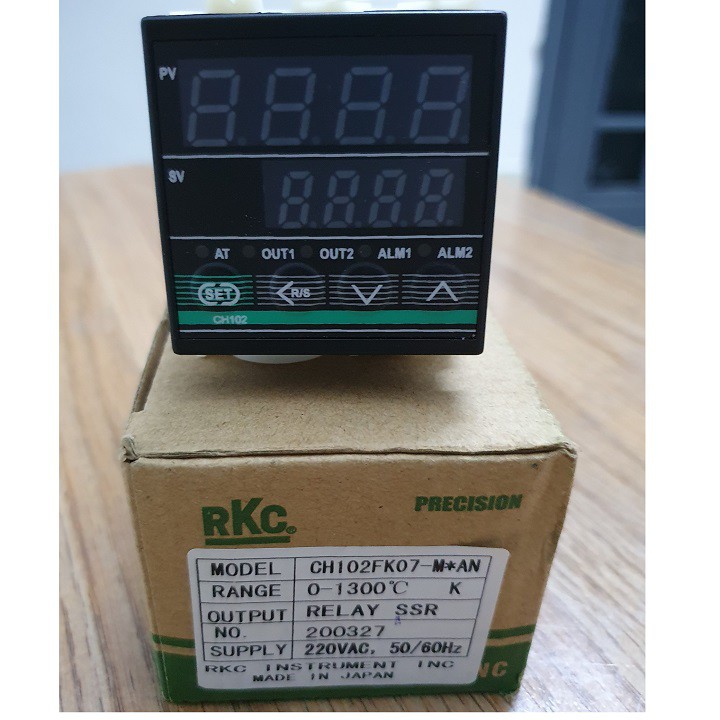 PV
SV
AT OUT1 OUT2 ALM1 ALM2
SET <R/S
CH102
RKC®
PRECISION
MODEL CH102FK07-M*AN
RANGE 0-1300℃ K
OUTPUT RELAY SSR
NO. 200327
SUPPLY 220VAC, 50/60Hz
RKC INSTRUMENT INC
MADE IN JAPAN